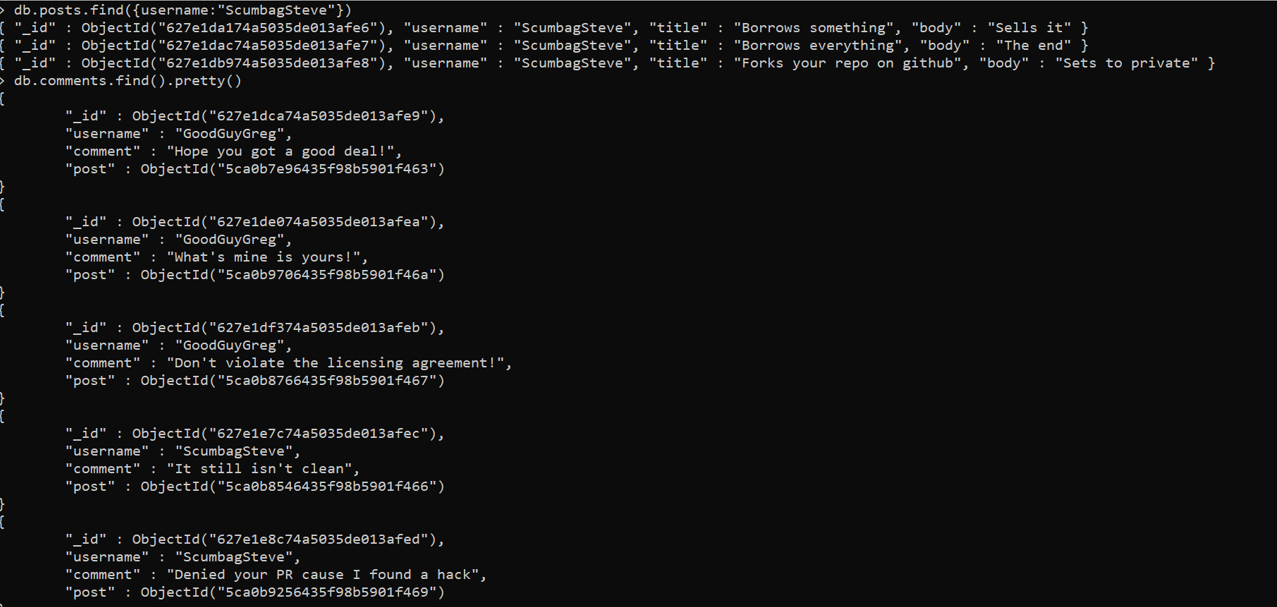 > db.posts.find({username:"ScumbagSteve"})
{ "_id" : ObjectId("627e1da174a5035de013afe6"), "username" : "ScumbagSteve", "title" : "Borrows something", "body" : "Sells it" }
{ "_id" : ObjectId("627e1dac74a5035de013afe7"), "username" : "ScumbagSteve", "title" : "Borrows everything", "body" : "The end" }
{ "_id" : ObjectId("627e1db974a5035de013afe8"), "username" : "ScumbagSteve", "title" : "Forks your repo on github", "body" : "Sets to private" }
> db.comments.find().pretty()
{
"_id" : ObjectId("627e1dca74a5035de013afe9"),
"username" : "GoodGuyGreg",
"comment" : "Hope you got a good deal!",
"post" : ObjectId("5ca0b7e96435f98b5901f463")
}
{
"_id" : ObjectId("627e1de074a5035de013afea"),
"username" : "GoodGuyGreg",
"comment" : "What's mine is yours!",
"post" : ObjectId("5ca0b9706435f98b5901f46a")
}
{
"_id" : ObjectId("627e1df374a5035de013afeb"),
"username" : "GoodGuyGreg",
"comment" : "Don't violate the licensing agreement!",
"post" : ObjectId("5ca0b8766435f98b5901f467")
}
{
"_id" : ObjectId("627e1e7c74a5035de013afec"),
"username" : "ScumbagSteve",
"comment" : "It still isn't clean",
"post" : ObjectId("5ca0b8546435f98b5901f466")
}
{
"_id" : ObjectId("627e1e8c74a5035de013afed"),
"username" : "ScumbagSteve",
"comment" : "Denied your PR cause I found a hack",
"post" : ObjectId("5ca0b9256435f98b5901f469")